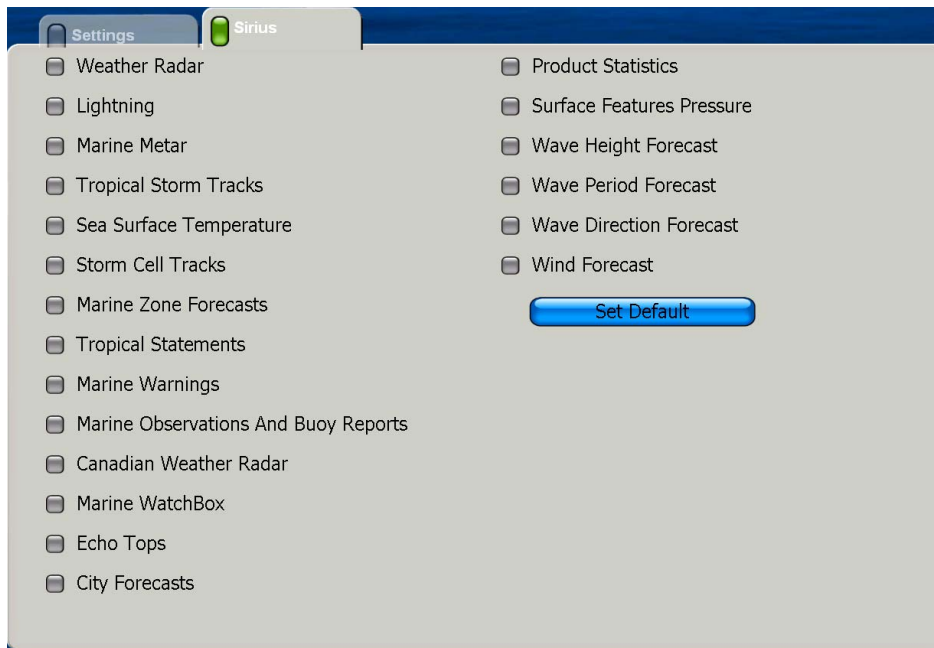 Settings
Sirius
Weather Radar
Lightning
Marine Metar
Tropical Storm Tracks
Sea Surface Temperature
Storm Cell Tracks
Marine Zone Forecasts
Tropical Statements
Marine Warnings
Marine Observations And Buoy Reports
Canadian Weather Radar
Marine WatchBox
Echo Tops
City Forecasts
Product Statistics
Surface Features Pressure
Wave Height Forecast
Wave Period Forecast
Wave Direction Forecast
Wind Forecast
Set Default